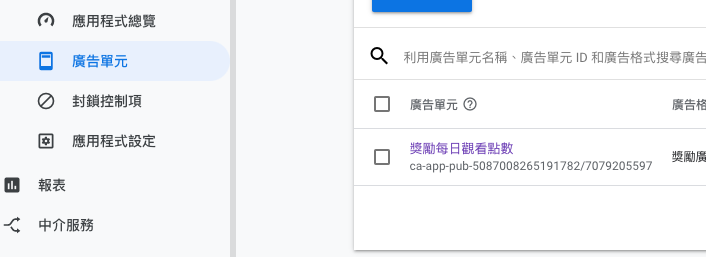 應用程式總覽
廣告單元
封鎖控制項
應用程式設定
報表
中介服務
利用廣告單元名稱、廣告單元 ID 和廣告格式搜尋廣告
廣告單元
廣告格
獎勵每日觀看點數
ca-app-pub-5087008265191782/7079205597
獎勵廣